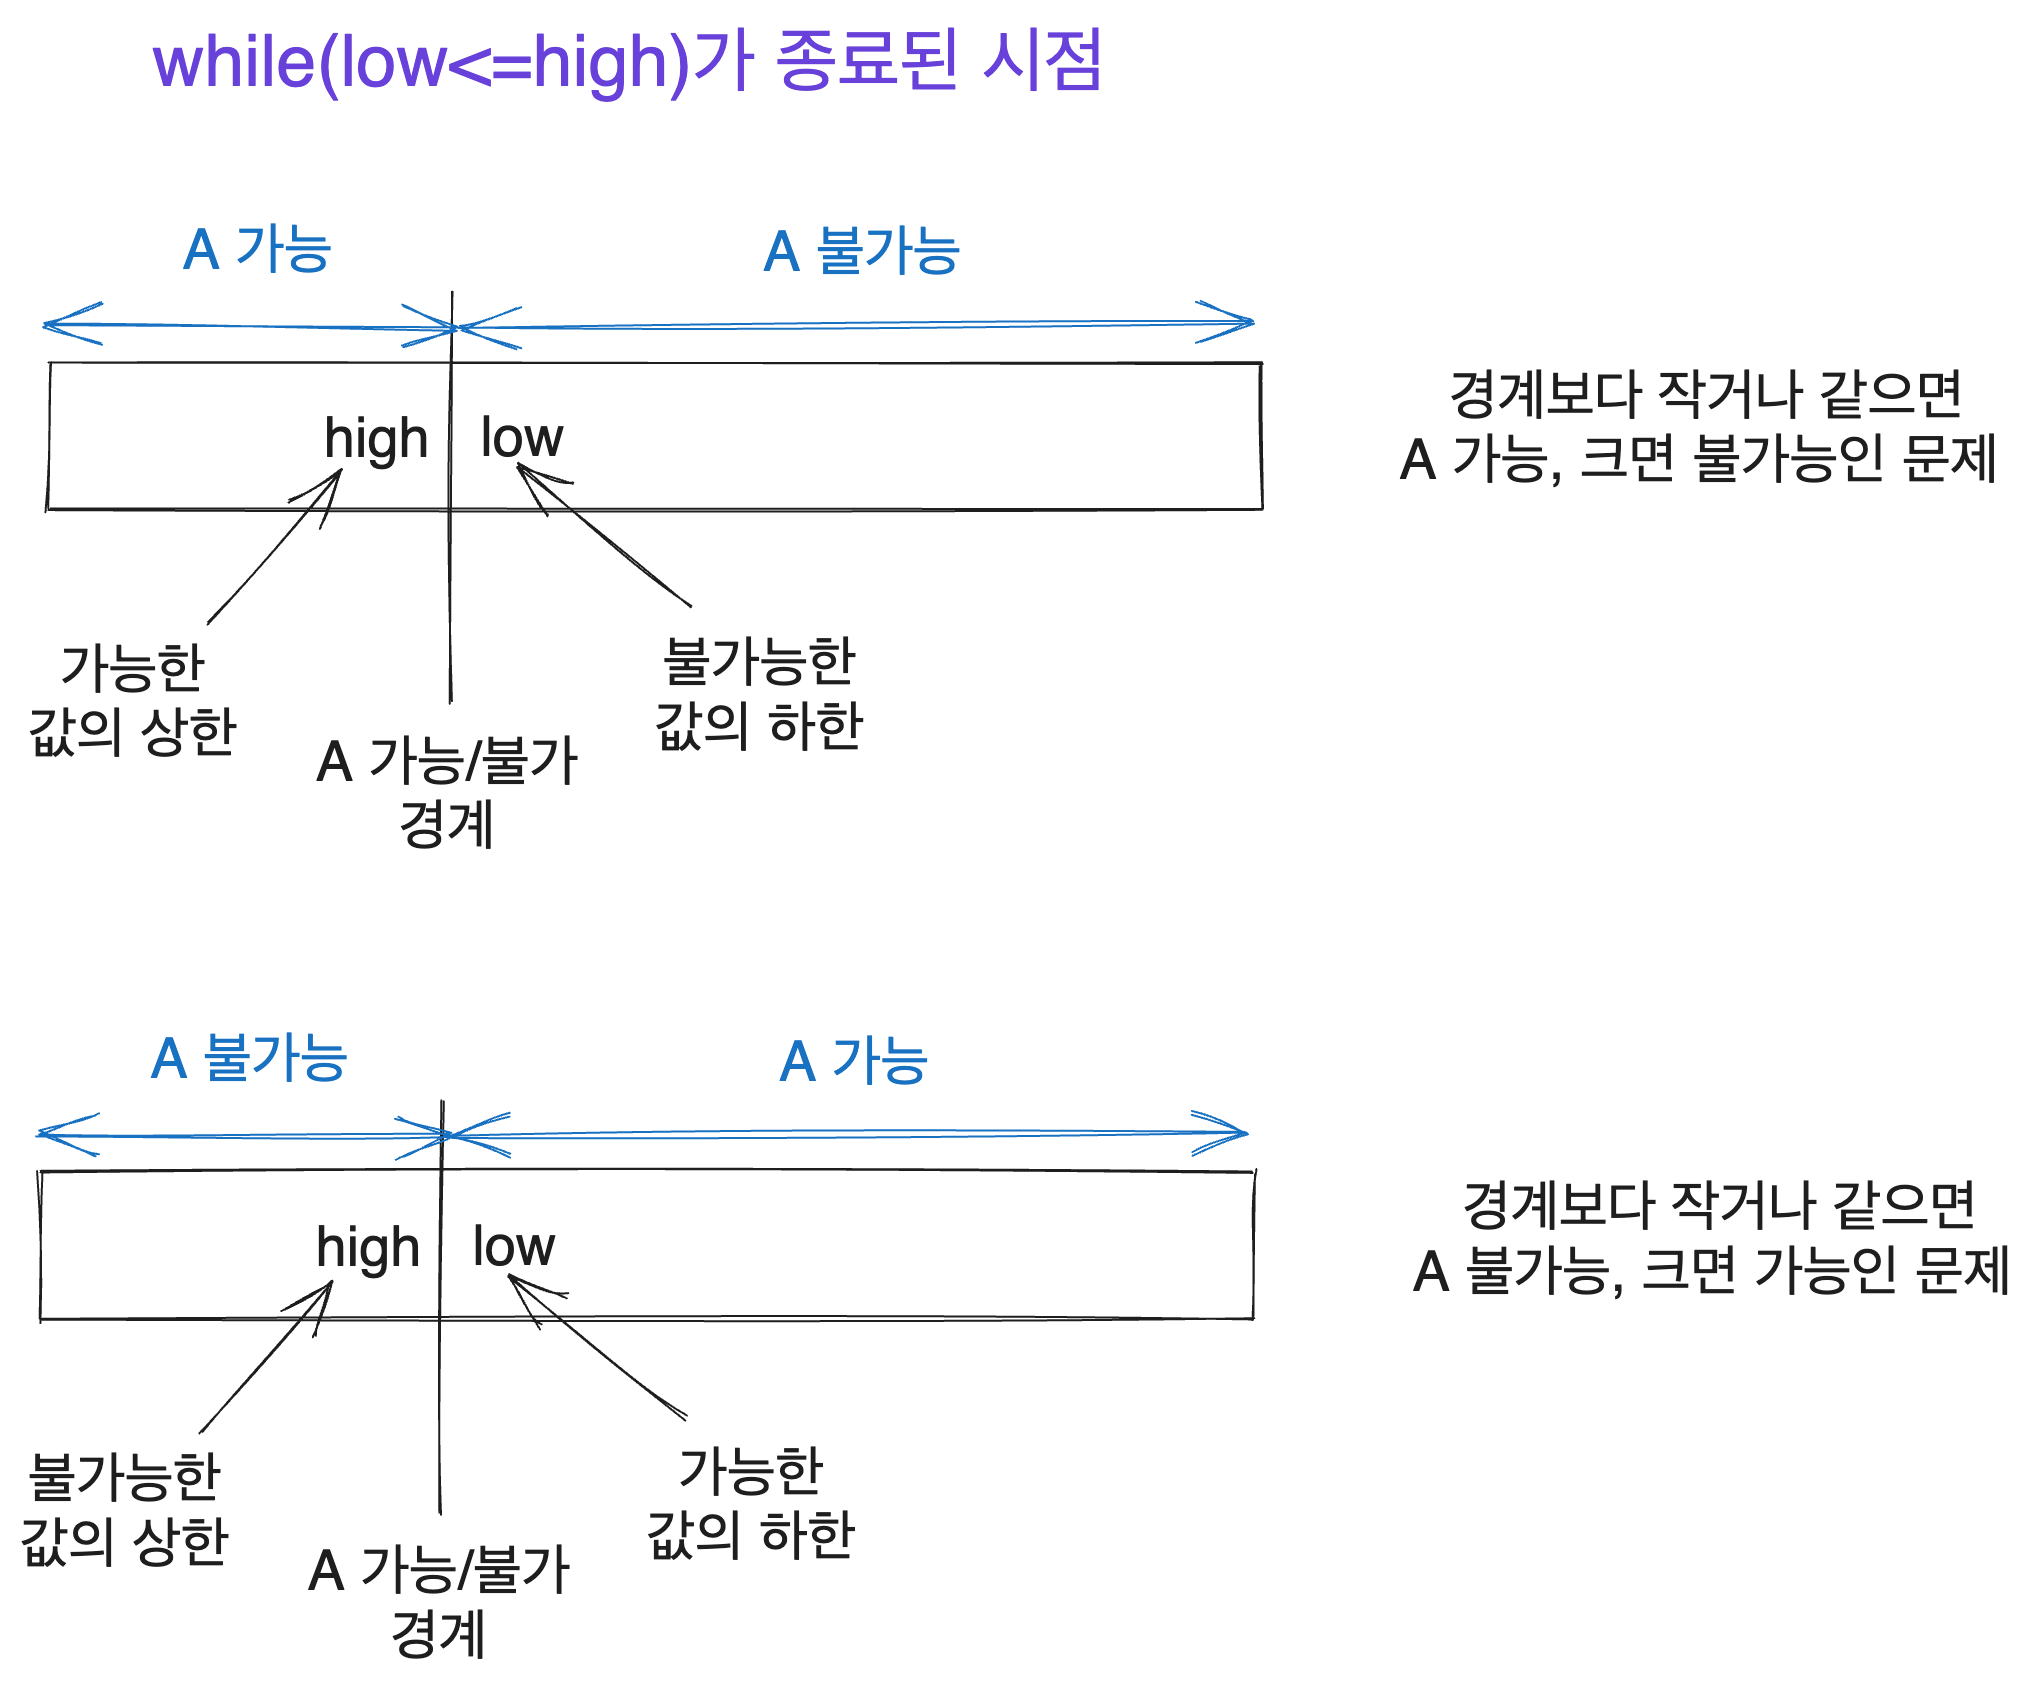 while(low<=high)가 종료된 시점
A 가능
A 불가능
high
low
경계보다 작거나 같으면
A 가능, 크면 불가능인 문제
가능한
값의 상한
A 가능/불가
경계
불가능한
값의 하한
A 불가능
A 가능
high
low
경계보다 작거나 같으면
A 불가능, 크면 가능인 문제
불가능한
값의 상한
A 가능/불가
경계
가능한
값의 하한